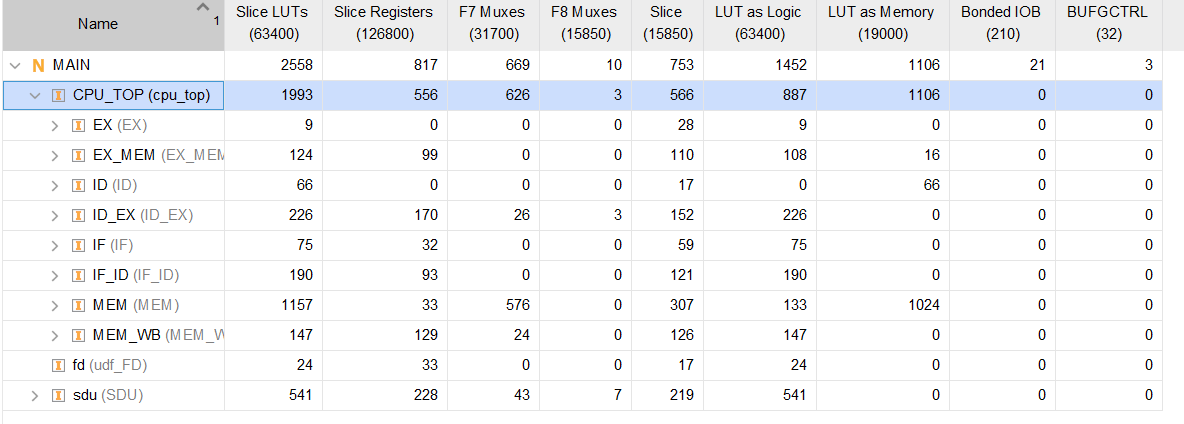 Name 1 Slice LUTs (63400) Slice Registers (126800) F7 Muxes (31700) F8 Muxes (15850) Slice (15850) LUT as Logic (63400) LUT as Memory (19000) Bonded IOB (210) BUFGCTRL (32)
N MAIN 2558 817 669 10 753 1452 1106 21 3
I CPU_TOP (cpu_top) 1993 556 626 3 566 887 1106 0 0
I EX (EX) 9 0 0 0 28 9 0 0 0
I EX_MEM (EX_MEM 124 99 0 0 110 108 16 0 0
I ID (ID) 66 0 0 0 17 0 66 0 0
I ID_EX (ID_EX) 226 170 26 3 152 226 0 0 0
I IF (IF) 75 32 0 0 59 75 0 0 0
I IF_ID (IF_ID) 190 93 0 0 121 190 0 0 0
I MEM (MEM) 1157 33 576 0 307 133 1024 0 0
I MEM_WB (MEM_W 147 129 24 0 126 147 0 0 0
I fd (udf_FD) 24 33 0 0 17 24 0 0 0
I sdu (SDU) 541 228 43 7 219 541 0 0 0